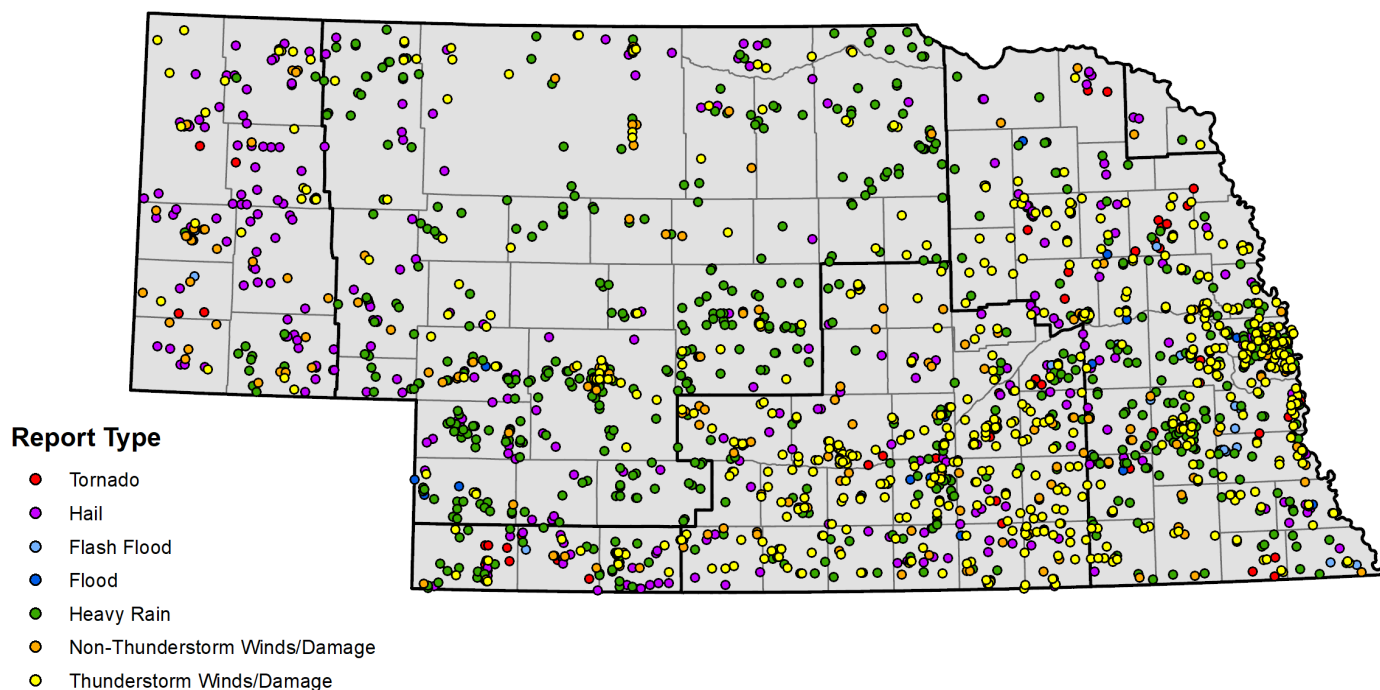 Report Type
Tornado
Hail
Flash Flood
Flood
Heavy Rain
Non-Thunderstorm Winds/Damage
Thunderstorm Winds/Damage